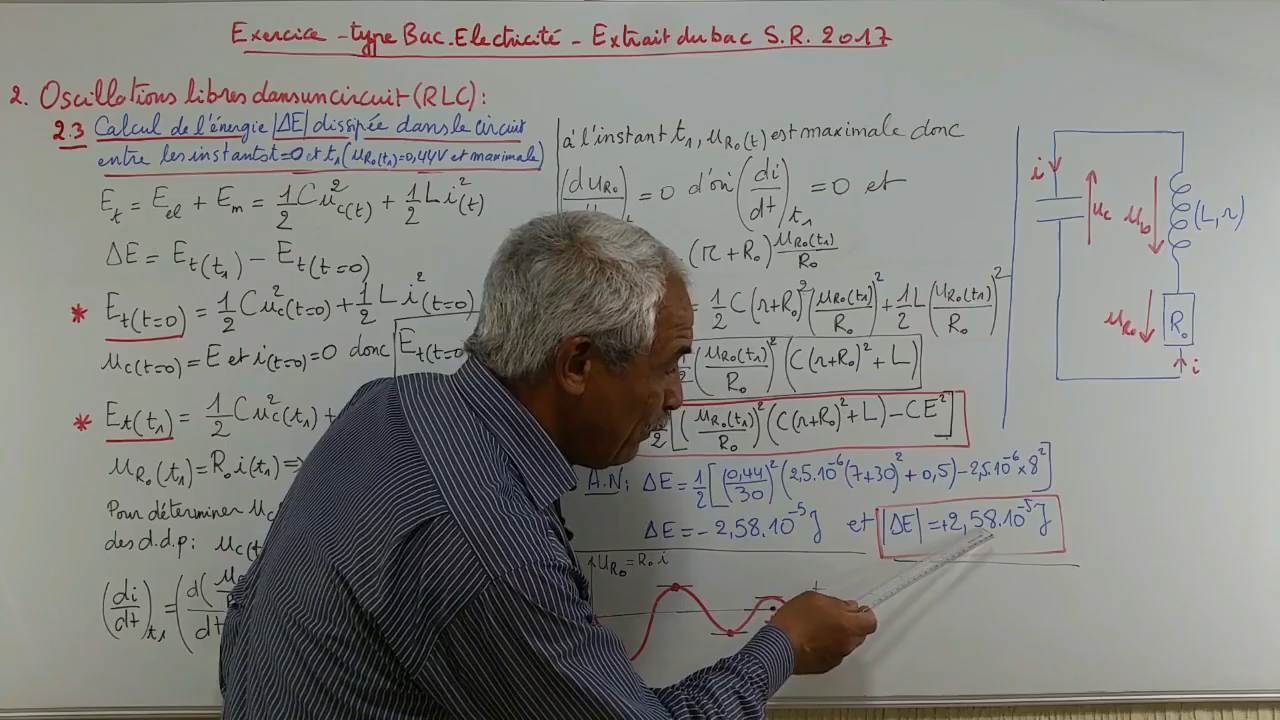 Exercice - type Bac. Electricité - Extrait du bac S.R. 2017
2. Oscillations libres dans un circuit (RLC) :
2.3 Calcul de l'énergie |ΔE| dissipée dans le circuit
entre les instants t=0 et t₁ (u_R₀(t₁)=0,44V et maximale)
E_t = E_el + E_m = 1/2 C u_c²(t) + 1/2 L i²(t)
ΔE = E_t(t₁) - E_t(t=0)
* E_t(t=0) = 1/2 C u_c²(t=0) + 1/2 L i²(t=0)
u_c(t=0) = E et i(t=0) = 0 donc E_t(t=0)
* E_t(t₁) = 1/2 C u_c²(t₁) +
u_R₀(t₁) = R₀ i(t₁) ⇒
Pour déterminer u_c
des d.d.p : u_c(t
(di/dt)_t₁ = (d(u
dt
à l'instant t₁, u_R₀(t) est maximale donc
(du_R₀ = 0 d'où (di/dt)_t₁ = 0 et
(r + R₀) u_R₀(t₁)/R₀
1/2 C (r+R₀)² (u_R₀(t₁)/R₀)² + 1/2 L (u_R₀(t₁)/R₀)²
(u_R₀(t₁)/R₀)² (C(r+R₀)² + L)
[(u_R₀(t₁)/R₀)² (C(r+R₀)² + L) - CE²]
A.N : ΔE = 1/2 [(0,44/30)² (2,5.10⁻⁶ (7+30)² + 0,5) - 2,5.10⁻⁶ × 8²]
ΔE = - 2,58.10⁻⁵ J et |ΔE| = +2,58.10⁻⁵ J
u_R₀ = R₀ i
t
i
u_c
u_b
(L, r)
u_R₀
R₀
i